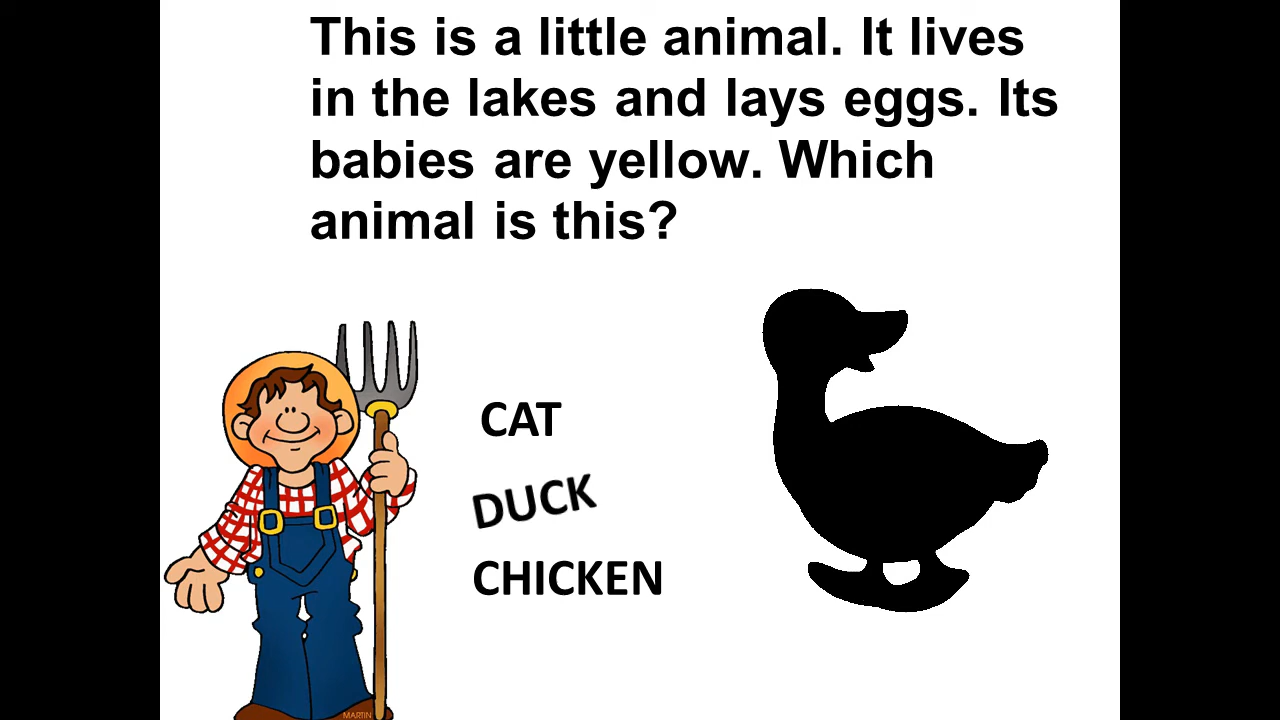 This is a little animal. It lives
in the lakes and lays eggs. Its
babies are yellow. Which
animal is this?
CAT
DUCK
CHICKEN
MARTIN